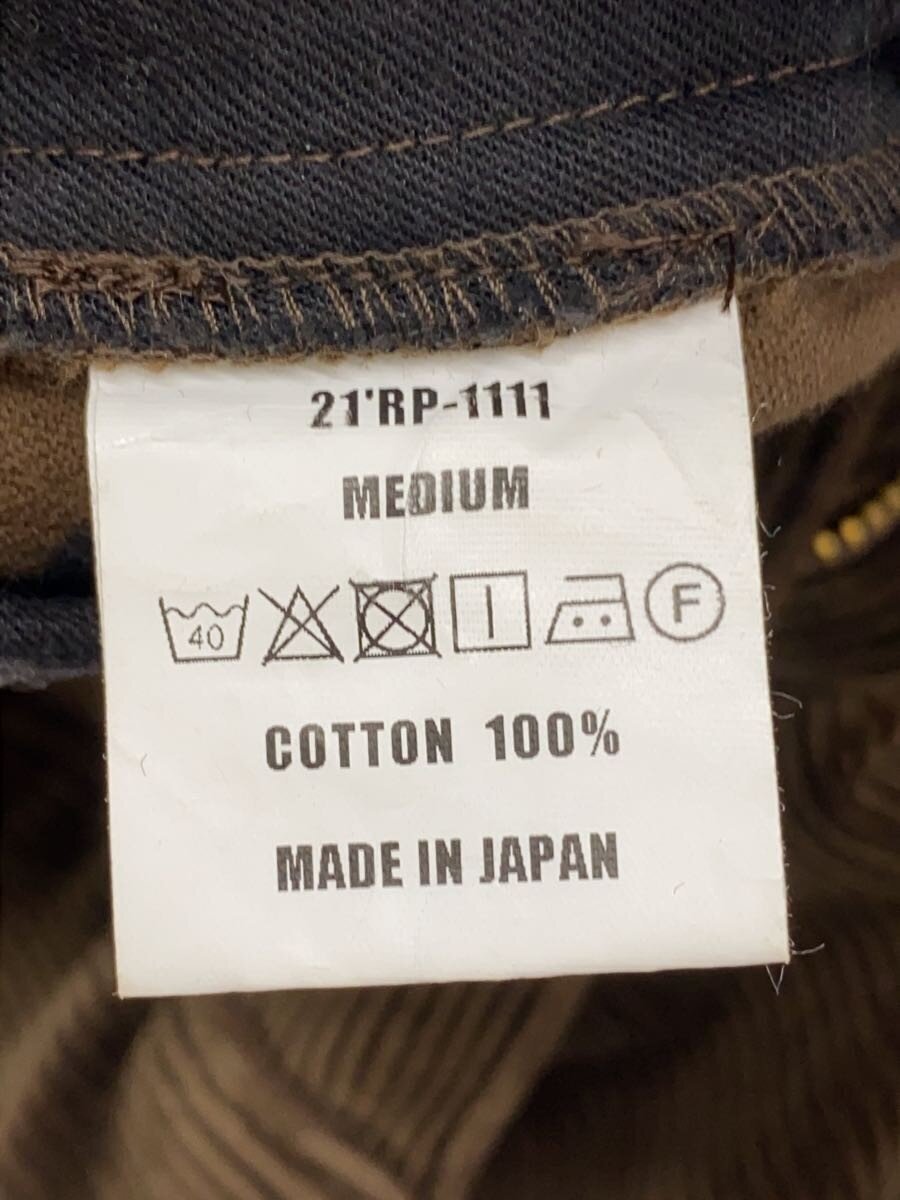 21'RP-1111
MEDIUM
40 F
COTTON 100%
MADE IN JAPAN